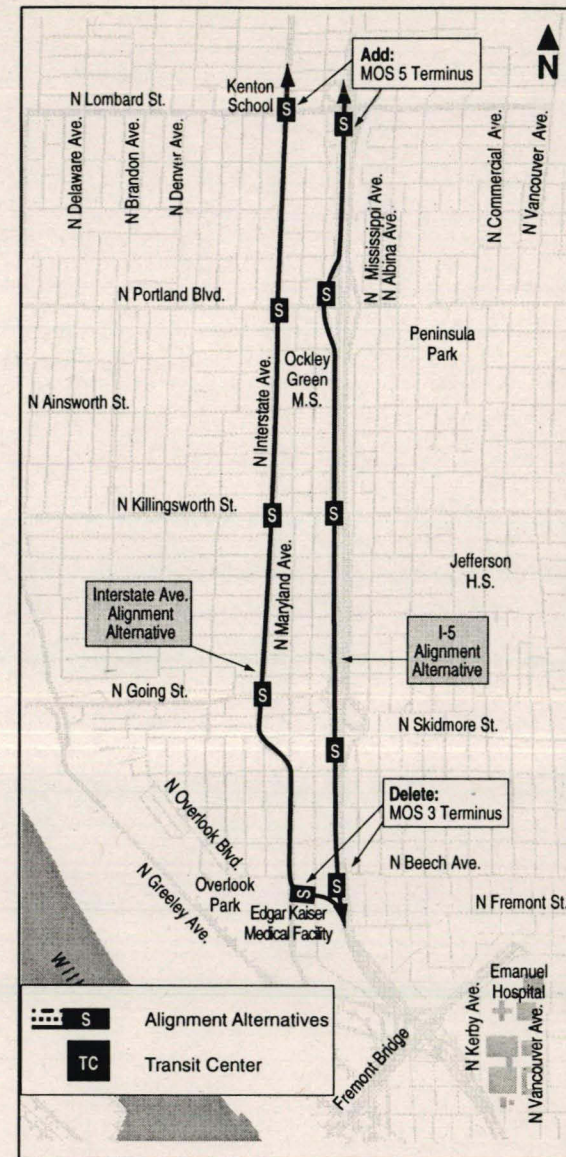 Add:
MOS 5 Terminus
N
Kenton
School
S
S
N Lombard St.
N Delaware Ave.
N Brandon Ave.
N Denver Ave.
N Mississippi Ave.
N Albina Ave.
N Commercial Ave.
N Vancouver Ave.
N Portland Blvd.
S
S
Peninsula
Park
Ockley
Green
M.S.
N Interstate Ave.
N Ainsworth St.
N Killingsworth St.
S
S
N Maryland Ave.
Jefferson
H.S.
Interstate Ave.
Alignment
Alternative
I-5
Alignment
Alternative
N Going St.
S
N Skidmore St.
S
Delete:
MOS 3 Terminus
N Overlook Blvd.
N Greeley Ave.
Overlook
Park
S
S
N Beech Ave.
Edgar Kaiser
Medical Facility
N Fremont St.
Emanuel
Hospital
N Kerby Ave.
N Vancouver Ave.
Fremont Bridge
S
Alignment Alternatives
TC
Transit Center